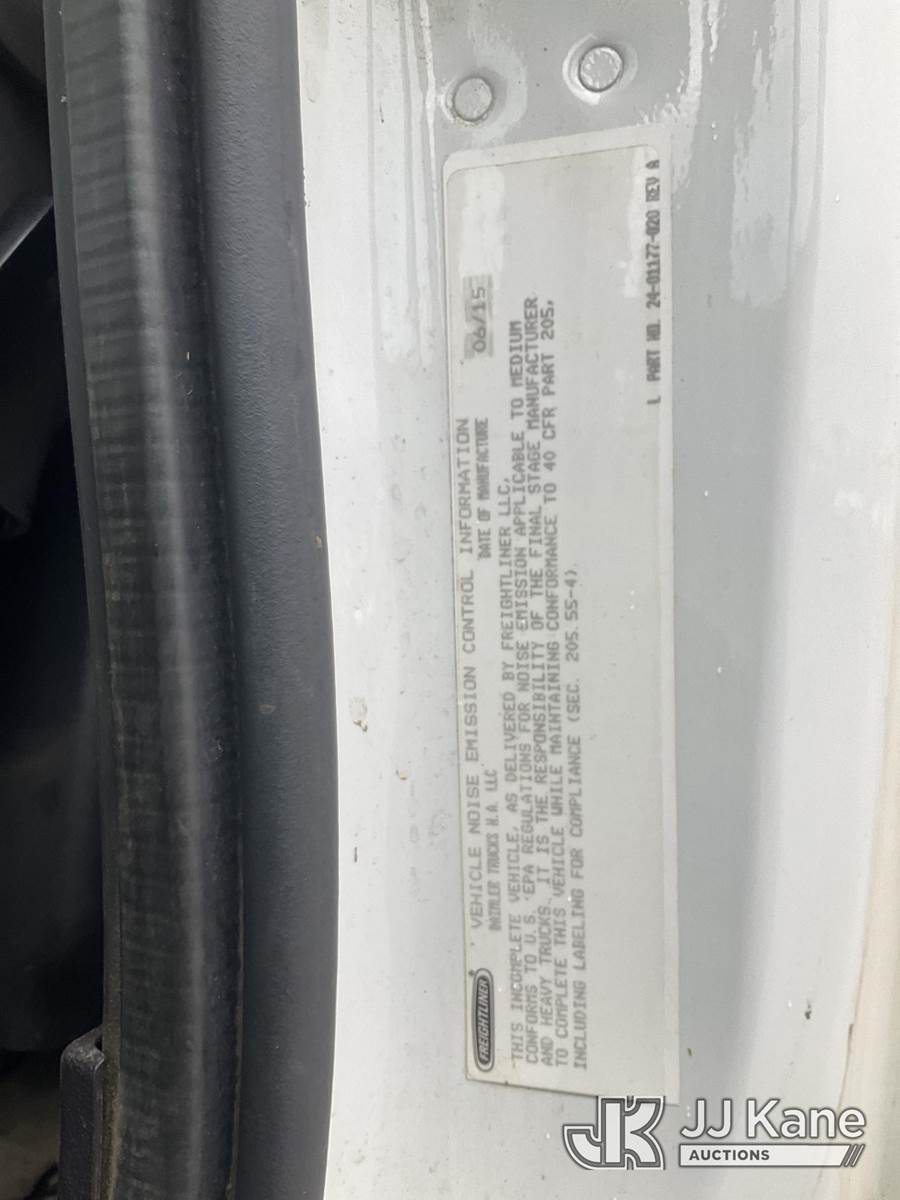 FREIGHTLINER®
VEHICLE NOISE EMISSION CONTROL INFORMATION
DAIMLER TRUCKS N.A. LLC DATE OF MANUFACTURE 06/15
THIS INCOMPLETE VEHICLE, AS DELIVERED BY FREIGHTLINER LLC,
CONFORMS TO U.S. EPA REGULATIONS FOR NOISE EMISSION APPLICABLE TO MEDIUM
AND HEAVY TRUCKS. IT IS THE RESPONSIBILITY OF THE FINAL STAGE MANUFACTURER
TO COMPLETE THIS VEHICLE WHILE MAINTAINING CONFORMANCE TO 40 CFR PART 205,
INCLUDING LABELING FOR COMPLIANCE (SEC. 205.55-4).
L PART NO. 24-01177-020 REV A
JK JJ Kane
AUCTIONS